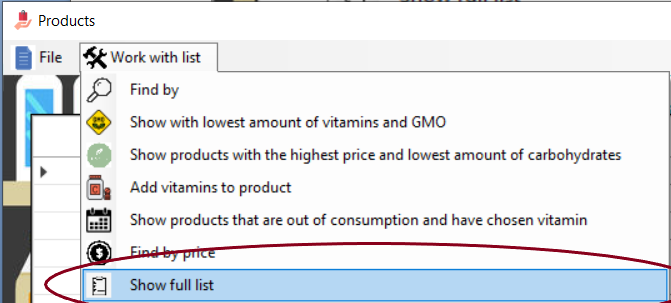 Products
File
Work with list
Find by
Show with lowest amount of vitamins and GMO
Show products with the highest price and lowest amount of carbohydrates
Add vitamins to product
Show products that are out of consumption and have chosen vitamin
Find by price
Show full list